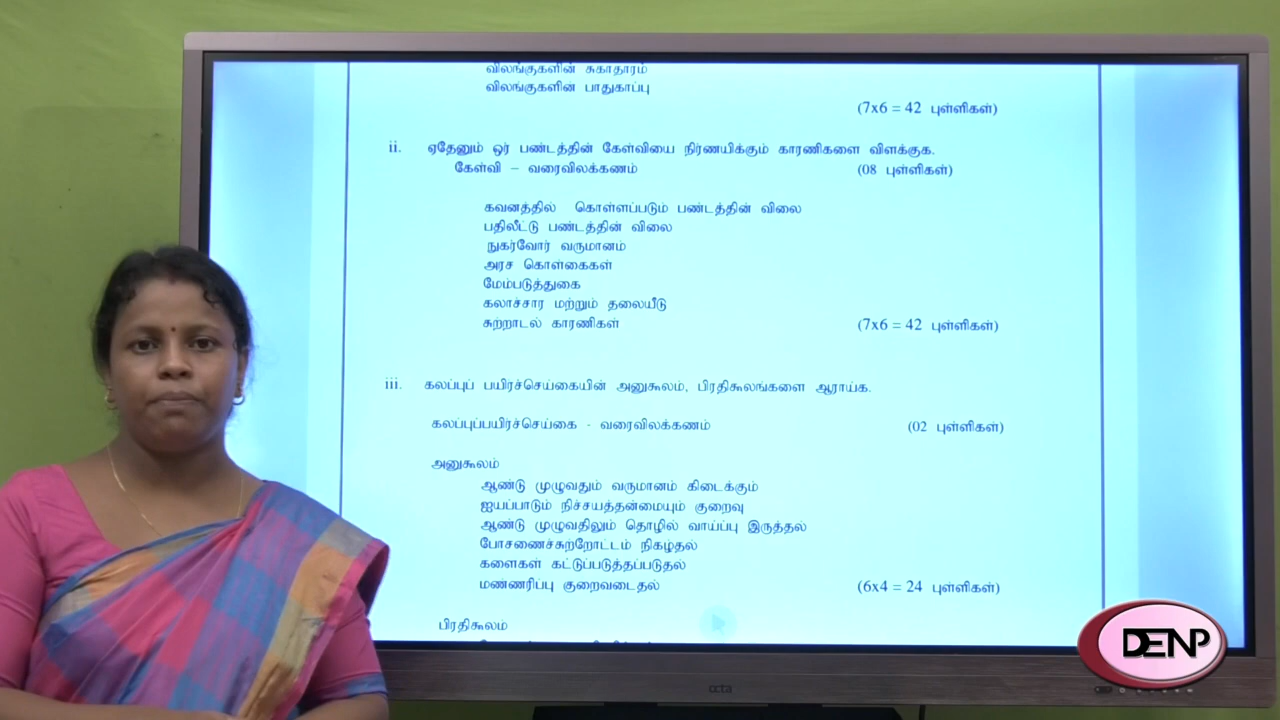 விலங்குகளின் சுகாதாரம்
விலங்குகளின் பாதுகாப்பு
(7x6 = 42 புள்ளிகள்)
ii. ஏதேனும் ஓர் பண்டத்தின் கேள்வியை நிர்ணயிக்கும் காரணிகளை விளக்குக.
கேள்வி – வரைவிலக்கணம் (08 புள்ளிகள்)
கவனத்தில் கொள்ளப்படும் பண்டத்தின் விலை
பதிலீட்டு பண்டத்தின் விலை
நுகர்வோர் வருமானம்
அரச கொள்கைகள்
மேம்படுத்துகை
கலாச்சார மற்றும் தலையீடு
சுற்றாடல் காரணிகள் (7x6 = 42 புள்ளிகள்)
iii. கலப்புப் பயிர்ச்செய்கையின் அனுகூலம், பிரதிகூலங்களை ஆராய்க.
கலப்புப்பயிர்ச்செய்கை - வரைவிலக்கணம் (02 புள்ளிகள்)
அனுகூலம்
ஆண்டு முழுவதும் வருமானம் கிடைக்கும்
ஐயப்பாடும் நிச்சயத்தன்மையும் குறைவு
ஆண்டு முழுவதிலும் தொழில் வாய்ப்பு இருத்தல்
போசணைச்சுற்றோட்டம் நிகழ்தல்
களைகள் கட்டுப்படுத்தப்படுதல்
மண்ணரிப்பு குறைவடைதல் (6x4 = 24 புள்ளிகள்)
பிரதிகூலம்
DENP
octa